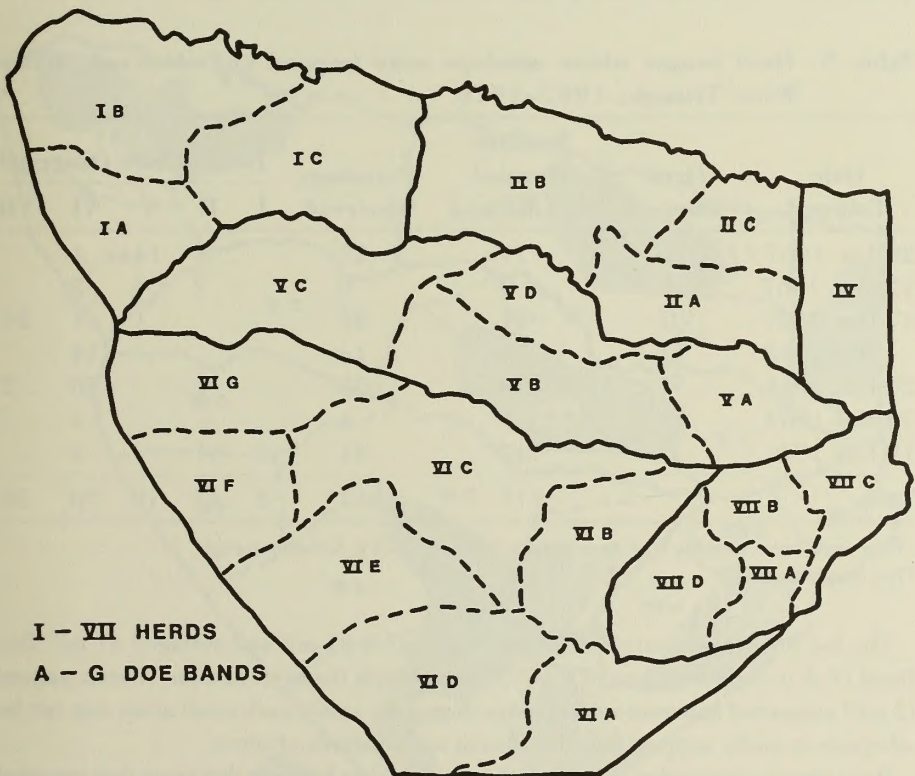 I B
I C
II B
II C
I A
V C
V D
II A
IV
VI G
V B
V A
VI F
VI C
VII C
VII B
VI B
VI E
VII D
VII A
I – VII HERDS
A – G DOE BANDS
VI D
VI A